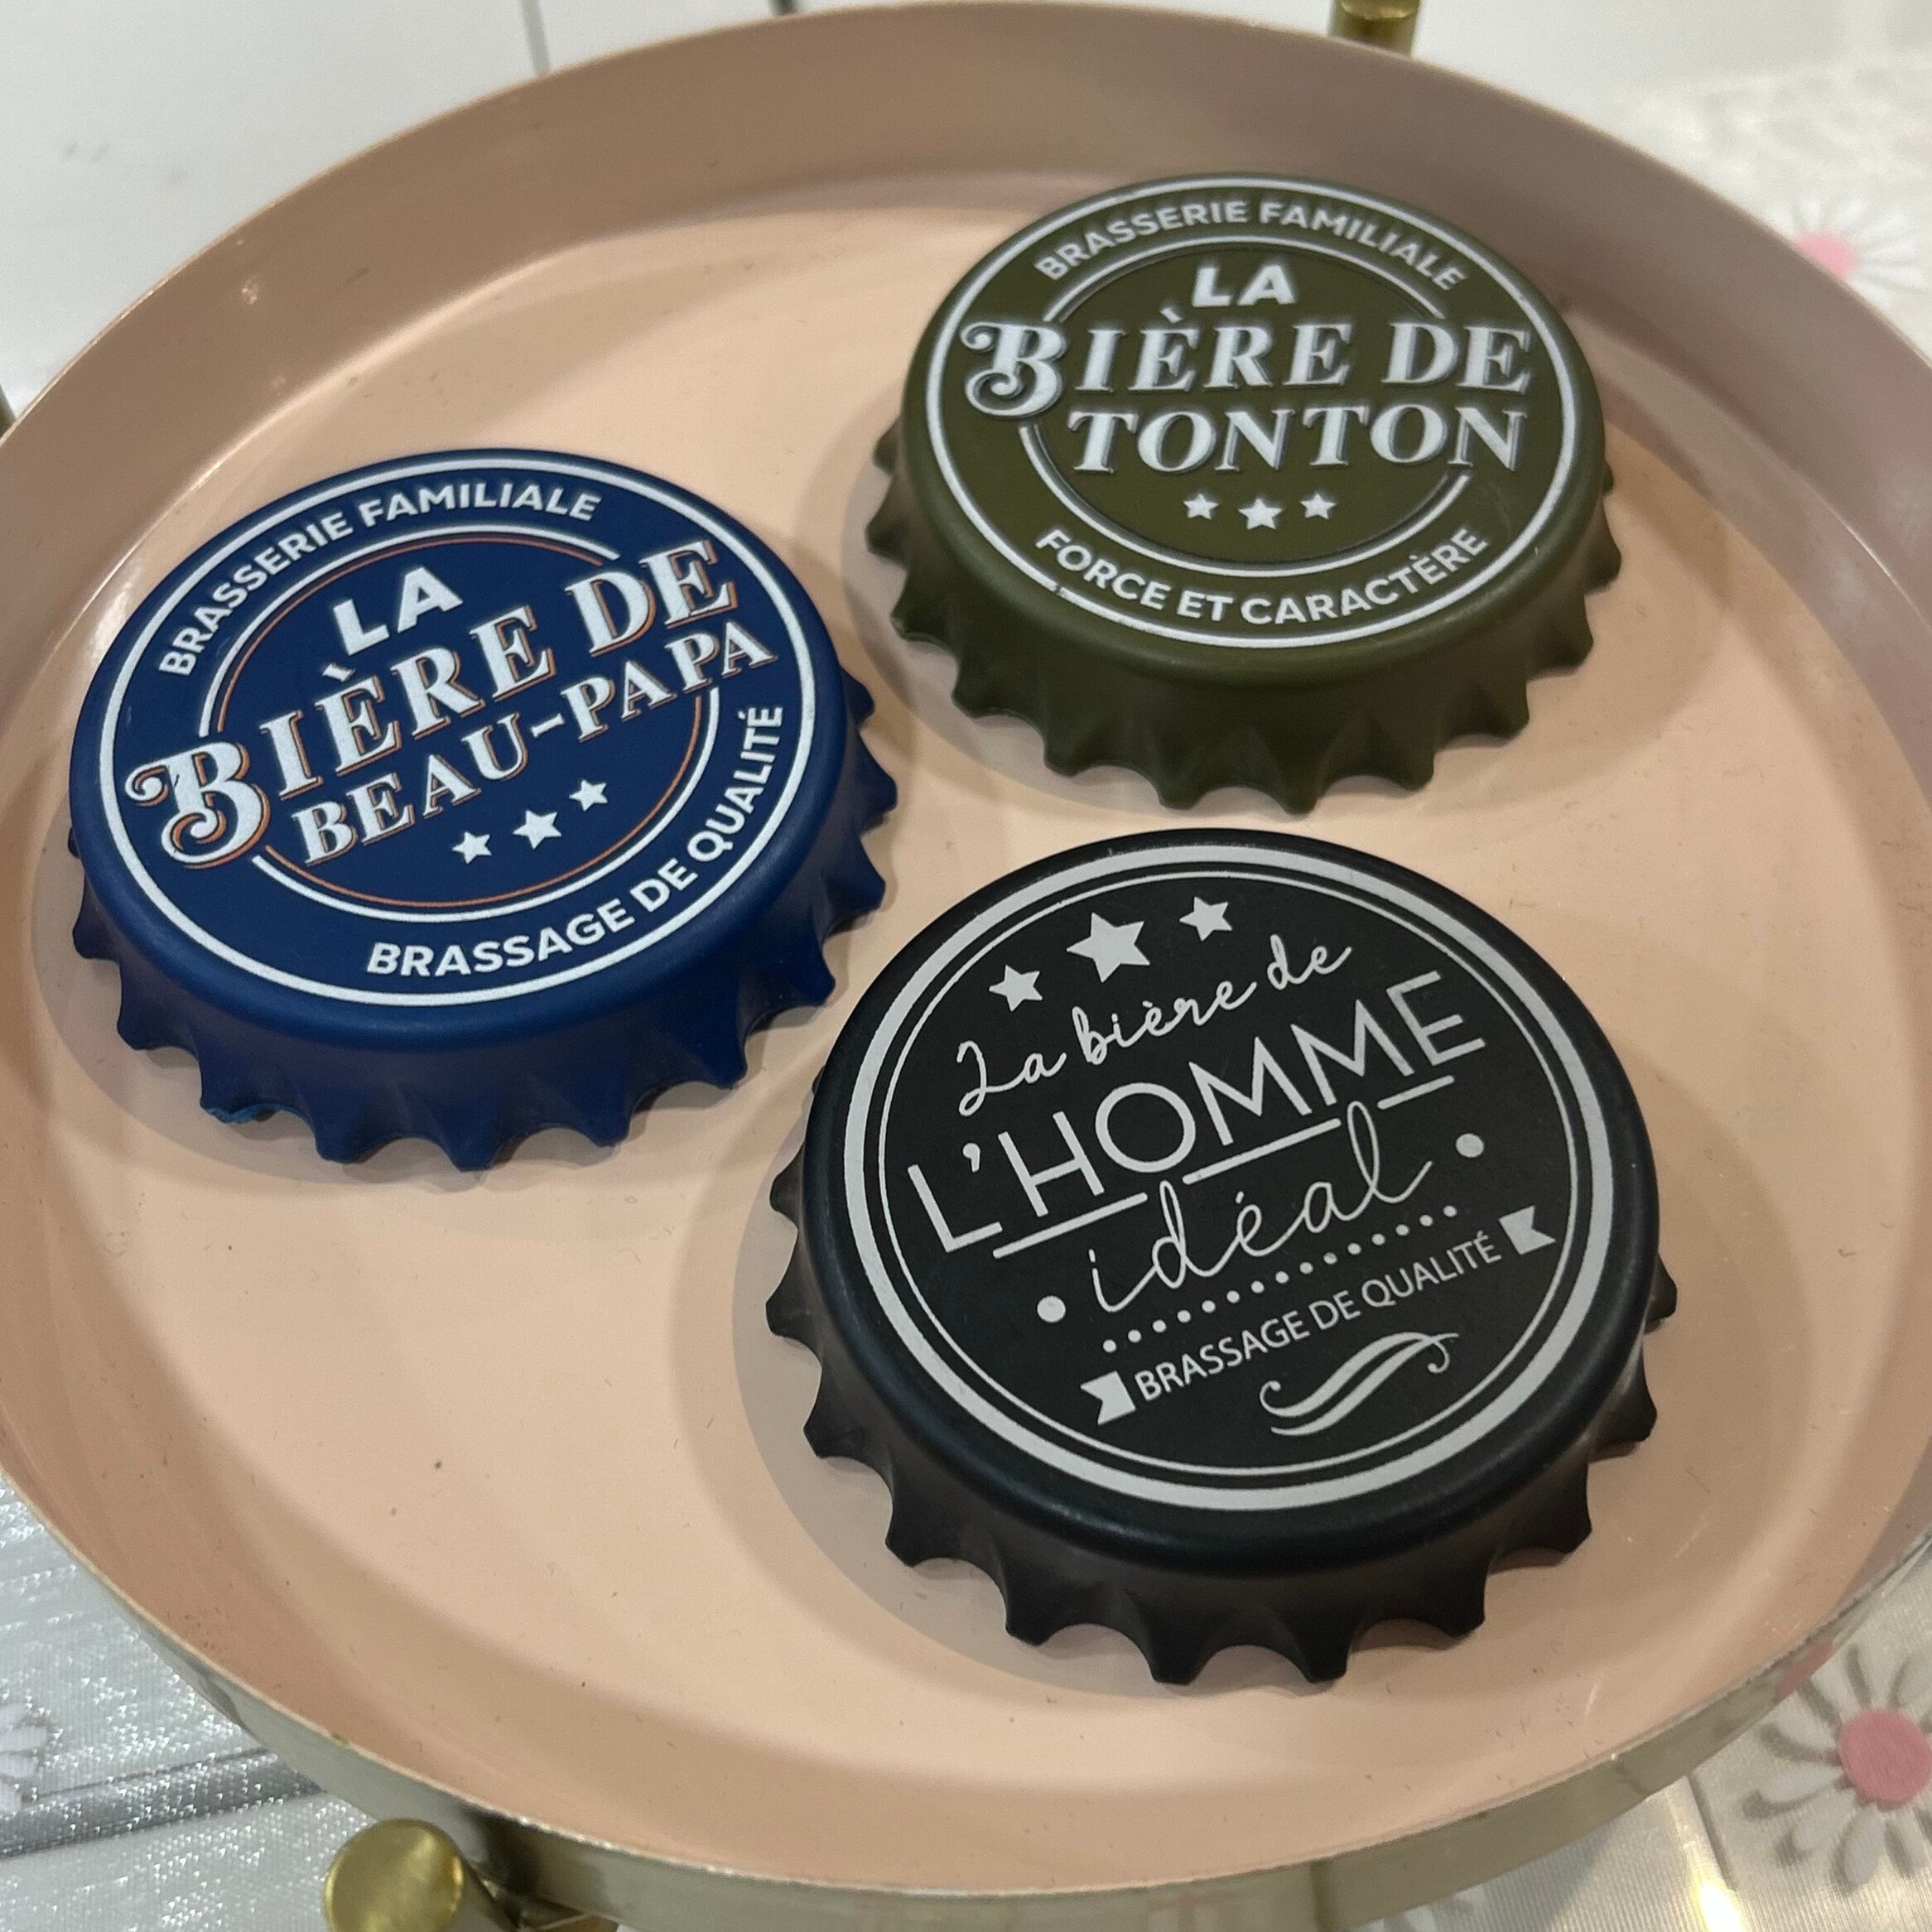 BRASSERIE FAMILIALE
LA
BIÈRE DE
BEAU-PAPA
BRASSAGE DE QUALITÉ
BRASSERIE FAMILIALE
LA
BIÈRE DE
TONTON
FORCE ET CARACTÈRE
La bière de
L'HOMME
idéal
BRASSAGE DE QUALITÉ